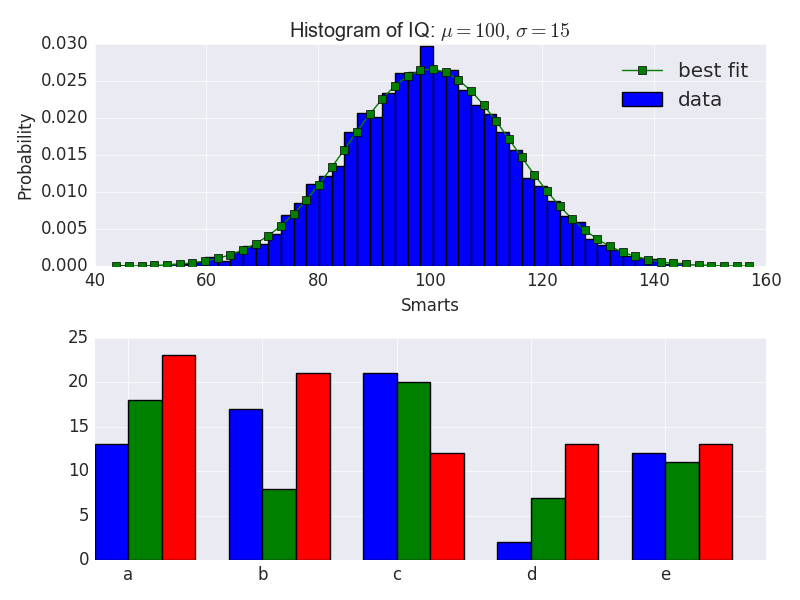 Histogram of IQ: μ = 100, σ = 15
0.030
0.025
0.020
0.015
0.010
0.005
0.000
Probability
best fit
data
40 60 80 100 120 140 160
Smarts
25
20
15
10
5
0
a b c d e